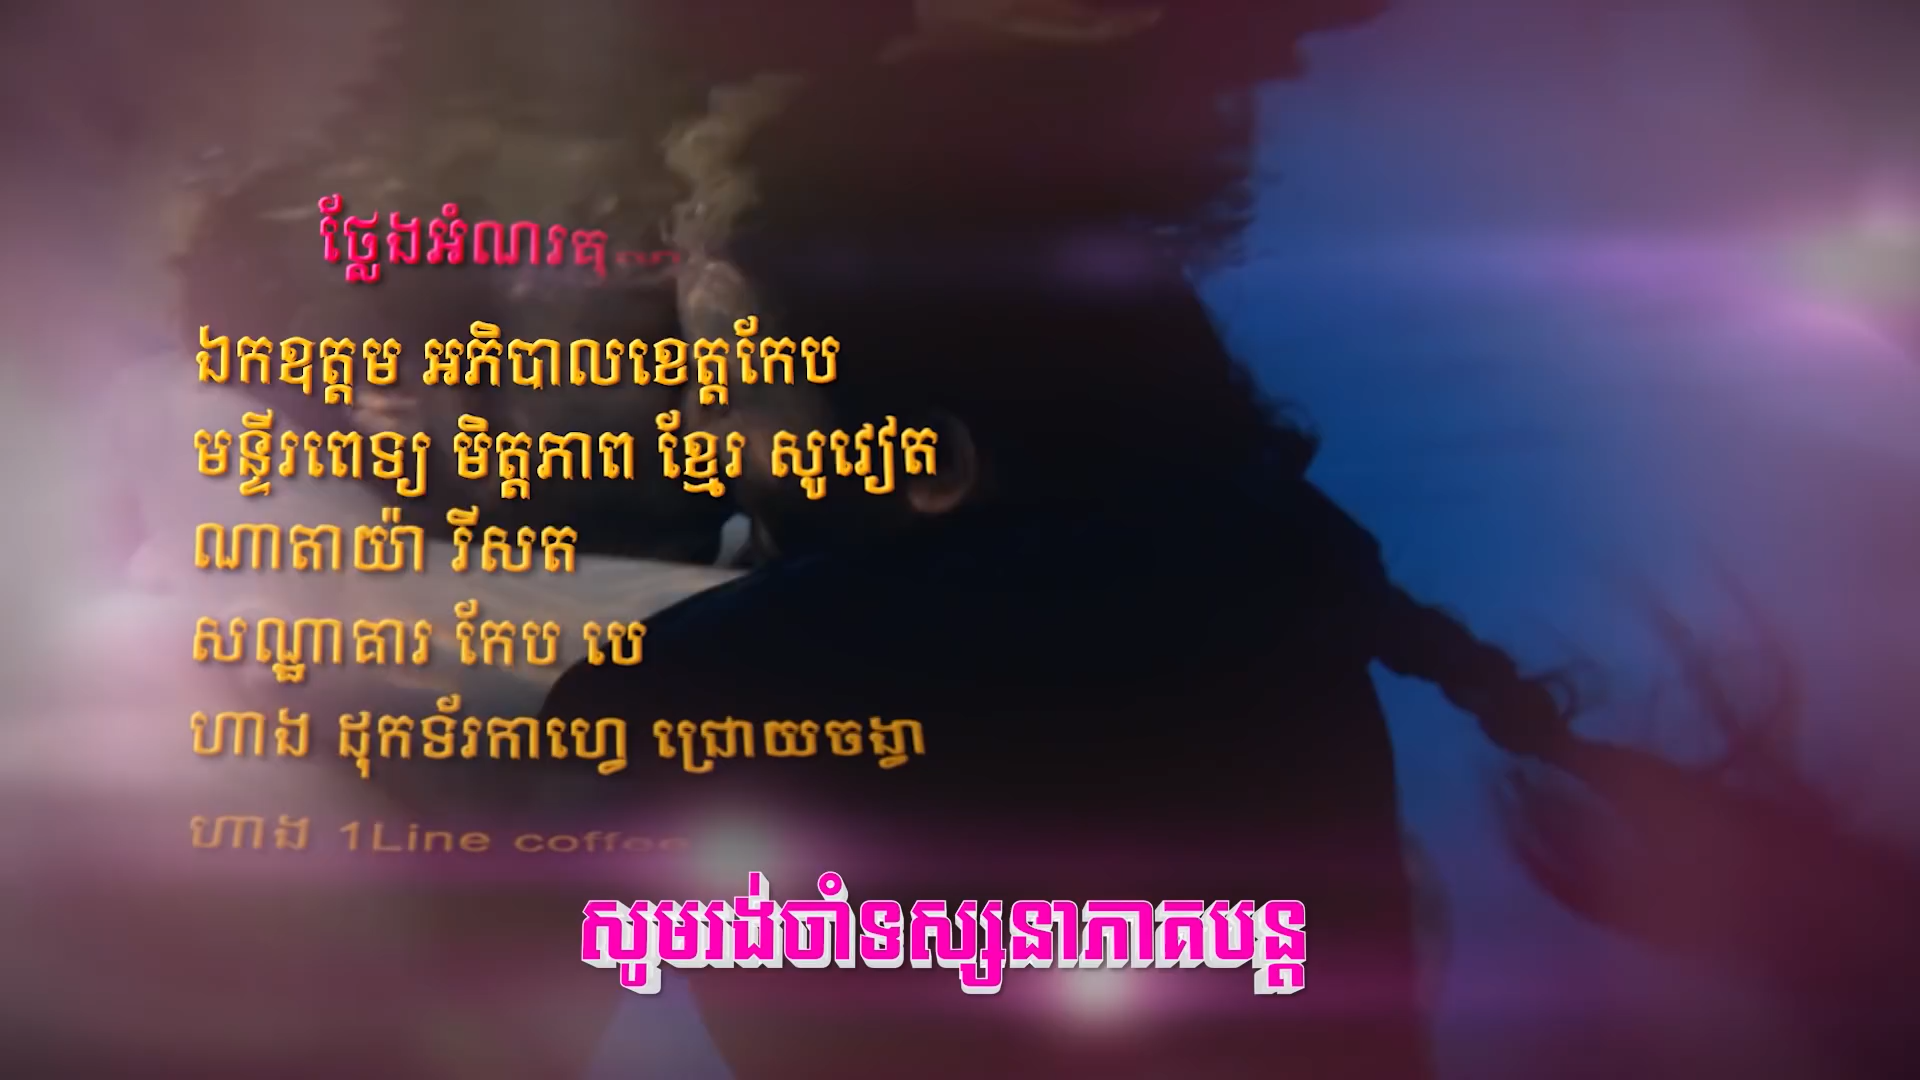 ថ្លែងអំណរគុណ
ឯកឧត្តម អភិបាលខេត្តកែប
មន្ទីរពេទ្យ មិត្តភាព ខ្មែរ សូវៀត
ណាតាយ៉ា រីសត
សណ្ឋាគារ កែប បេ
ហាង ដុកទ័រកាហ្វេ ជ្រោយចង្វា
ហាង 1Line coffee
សូមរង់ចាំទស្សនាភាគបន្ត